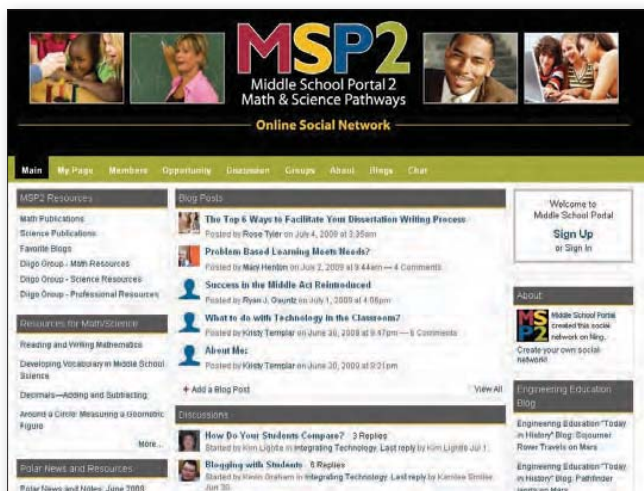 MSP2
Middle School Portal 2
Math & Science Pathways
Online Social Network
Main My Page Members Opportunity Discussion Groups About Blogs Chat
MSP2 Resources
Math Publications
Science Publications
Favorite Blogs
Diigo Group - Math Resources
Diigo Group - Science Resources
Diigo Group - Professional Resources
Resources for Math/Science
Reading and Writing Mathematics
Developing Vocabulary in Middle School
Science
Decimals—Adding and Subtracting
Around a Circle: Measuring a Geometric
Figure
More...
Polar News and Resources
Polar News and Notes: June 2009
Blog Posts
The Top 6 Ways to Facilitate Your Dissertation Writing Process
Posted by Rose Tyler on July 4, 2009 at 3:35am
Problem Based Learning Meets Needs?
Posted by Mary Henton on July 2, 2009 at 9:44am — 4 Comments
Success in the Middle Act Reintroduced
Posted by Ryan J. Gauntz on July 1, 2009 at 4:06pm
What to do with Technology in the Classroom?
Posted by Kristy Templar on June 30, 2009 at 9:47pm — 6 Comments
About Me:
Posted by Kristy Templar on June 30, 2009 at 9:21pm
+ Add a Blog Post View All
Discussions
How Do Your Students Compare? 3 Replies
Started by Kim Lightle in Integrating Technology. Last reply by Kim Lightle Jul 1.
Blogging with Students 6 Replies
Started by Kevin Graham in Integrating Technology. Last reply by
Jun 30.
Welcome to
Middle School Portal
Sign Up
or Sign In
About
MSP2
Middle School Portal
created this social
network on Ning.
Create your own social
network!
Engineering Education
Blog
Engineering Education "Today
in History" Blog: Sojourner
Rover Travels on Mars
Engineering Education "Today
in History" Blog: Pathfinder
lands on Mars